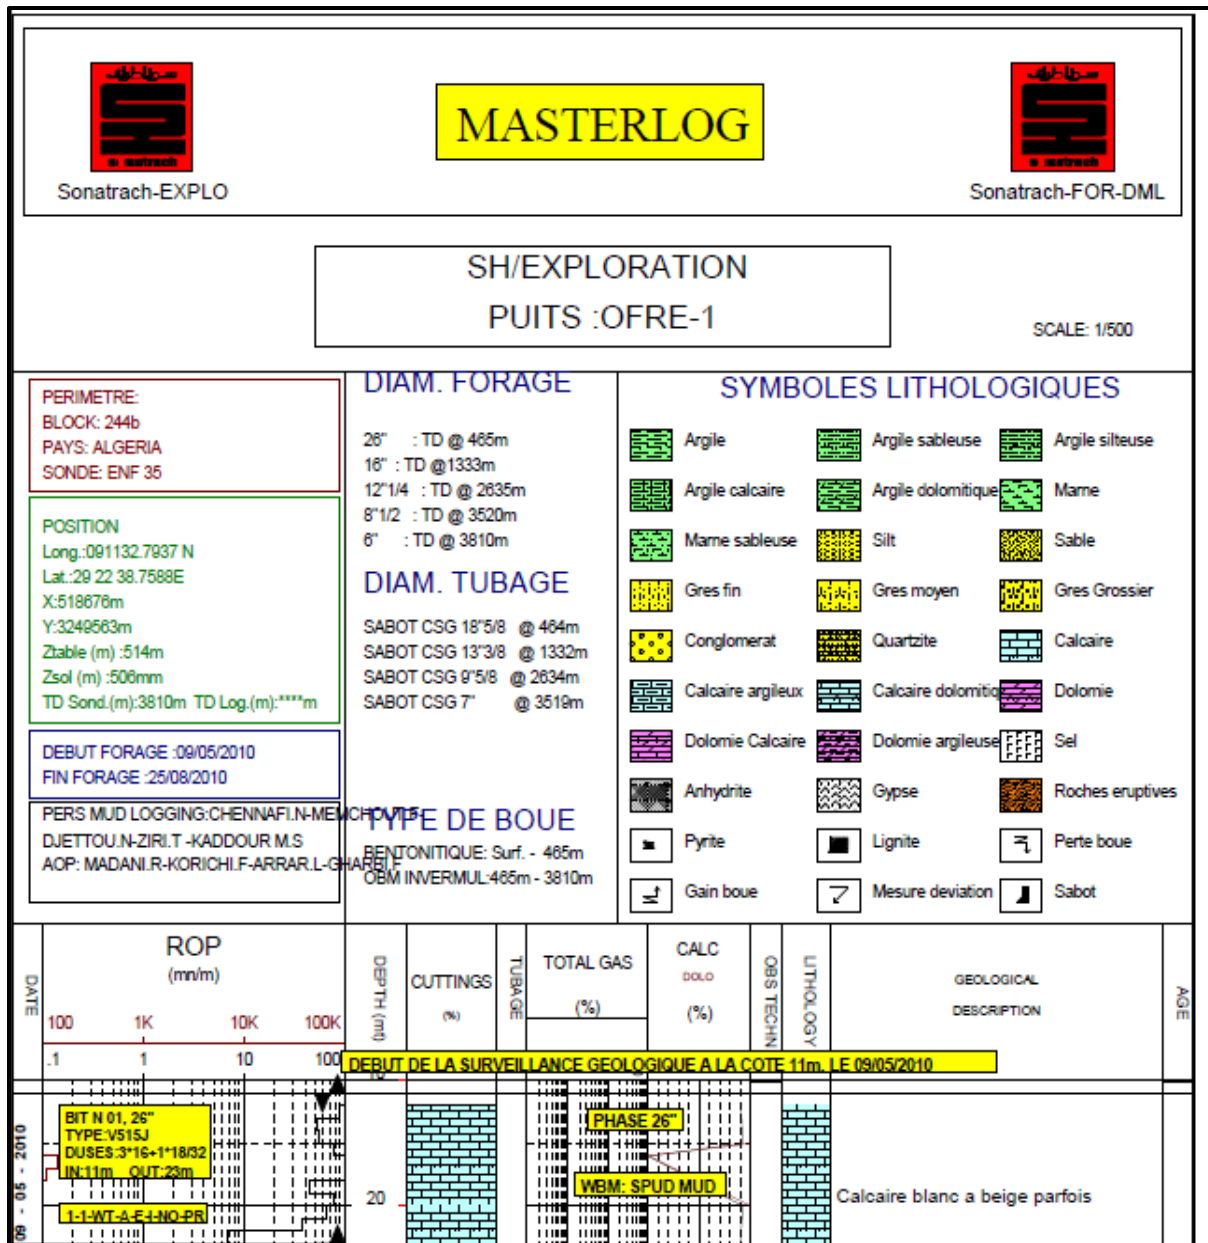 MASTERLOG
Sonatrach-EXPLO
Sonatrach-FOR-DML
SH/EXPLORATION
PUITS :OFRE-1
SCALE: 1/500
PERIMETRE:
BLOCK: 244b
PAYS: ALGERIA
SONDE: ENF 35
POSITION
Long.:091132.7937 N
Lat.:29 22 38.7588E
X:518676m
Y:3249563m
Ztable (m) :514m
Zsol (m) :506mm
TD Sond.(m):3810m TD Log.(m):****m
DEBUT FORAGE :09/05/2010
FIN FORAGE :25/08/2010
PERS MUD LOGGING:CHENNAFI.N-MEMCHOUT.F
DJETTOU.N-ZIRI.T -KADDOUR M.S
AOP: MADANI.R-KORICHI.F-ARRAR.L-GHARBI.F
DIAM. FORAGE
26" : TD @ 465m
16" : TD @1333m
12"1/4 : TD @ 2635m
8"1/2 : TD @ 3520m
6" : TD @ 3810m
DIAM. TUBAGE
SABOT CSG 18"5/8 @ 464m
SABOT CSG 13"3/8 @ 1332m
SABOT CSG 9"5/8 @ 2634m
SABOT CSG 7" @ 3519m
TYPE DE BOUE
BENTONITIQUE: Surf. - 465m
OBM INVERMUL:465m - 3810m
SYMBOLES LITHOLOGIQUES
Argile
Argile sableuse
Argile silteuse
Argile calcaire
Argile dolomitique
Marne
Marne sableuse
Silt
Sable
Gres fin
Gres moyen
Gres Grossier
Conglomerat
Quartzite
Calcaire
Calcaire argileux
Calcaire dolomitiq
Dolomie
Dolomie Calcaire
Dolomie argileuse
Sel
Anhydrite
Gypse
Roches eruptives
Pyrite
Lignite
Perte boue
Gain boue
Mesure deviation
Sabot
DATE
ROP
(mn/m)
100 1K 10K 100K
.1 1 10 100
DEPTH (mt)
CUTTINGS
(%)
TUBAGE
TOTAL GAS
(%)
CALC
DOLO
(%)
OBS TECHN
LITHOLOGY
GEOLOGICAL
DESCRIPTION
AGE
DEBUT DE LA SURVEILLANCE GEOLOGIQUE A LA COTE 11m. LE 09/05/2010
09 - 05 - 2010
BIT N 01, 26"
TYPE:V515J
DUSES:3*16+1*18/32
IN:11m OUT:23m
1-1-WT-A-E-I-NO-PR
20
PHASE 26"
WBM: SPUD MUD
Calcaire blanc a beige parfois